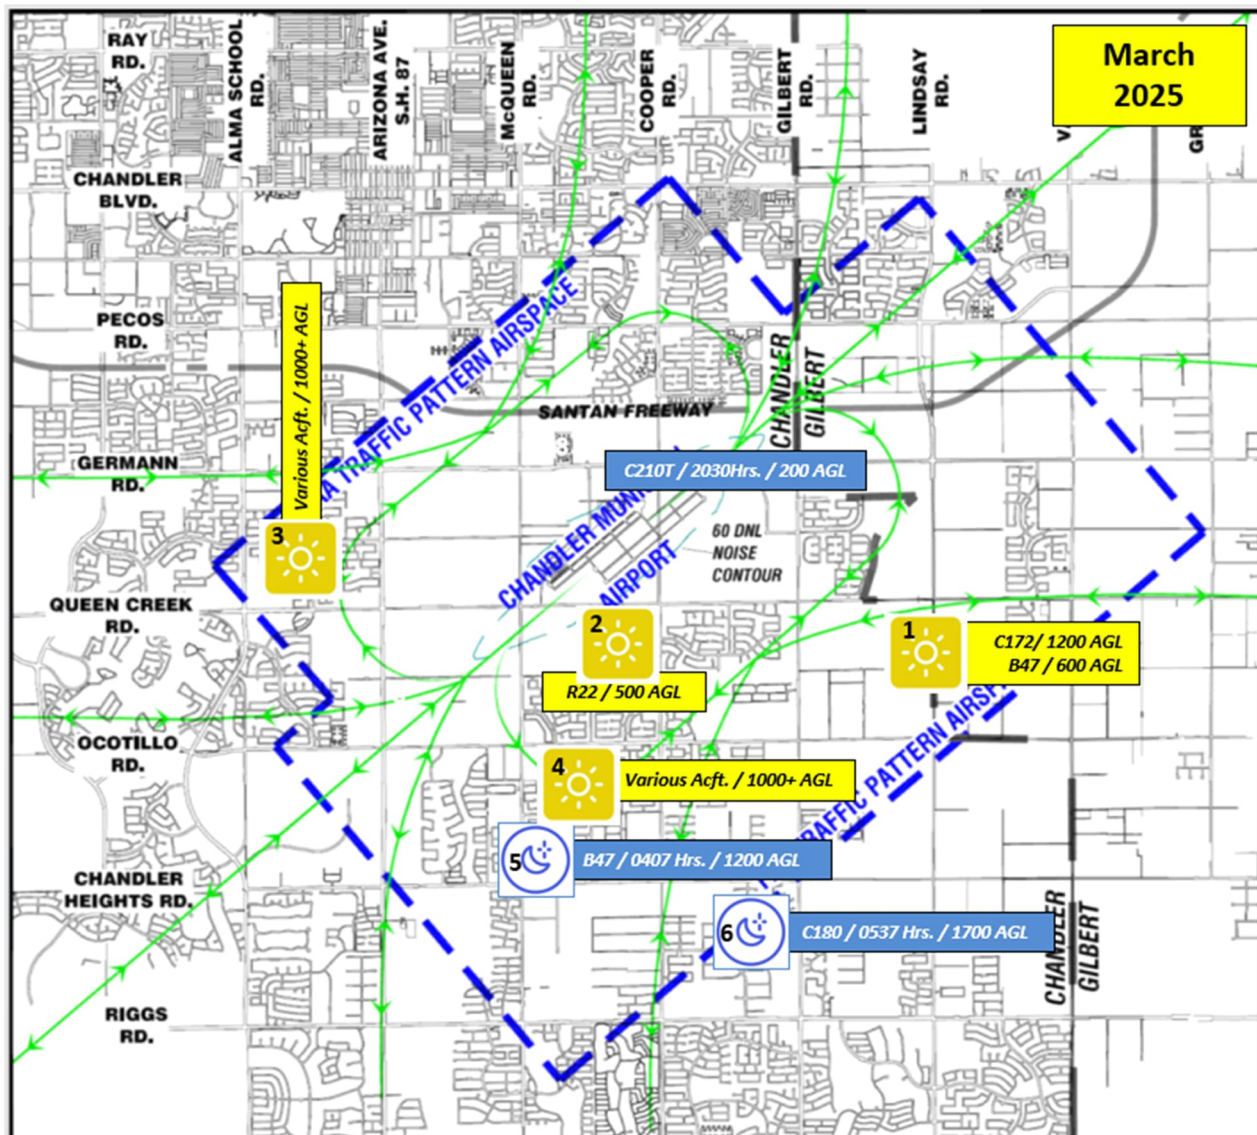 March
2025
RAY
RD.
ALMA SCHOOL
RD.
ARIZONA AVE.
S.H. 87
McQUEEN
RD.
COOPER
RD.
GILBERT
RD.
LINDSAY
RD.
CHANDLER
BLVD.
PECOS
RD.
Various Acft. / 1000+ AGL
TRAFFIC PATTERN AIRSPACE
CHANDLER
GILBERT
SANTAN FREEWAY
GERMANN
RD.
C210T / 2030Hrs. / 200 AGL
CHANDLER MUNI
AIRPORT
60 DNL
NOISE
CONTOUR
3
QUEEN CREEK
RD.
2
1
C172/ 1200 AGL
B47 / 600 AGL
R22 / 500 AGL
OCOTILLO
RD.
4
Various Acft. / 1000+ AGL
TRAFFIC PATTERN AIRSP
5
B47 / 0407 Hrs. / 1200 AGL
CHANDLER
HEIGHTS RD.
6
C180 / 0537 Hrs. / 1700 AGL
CHANDLER
GILBERT
RIGGS
RD.